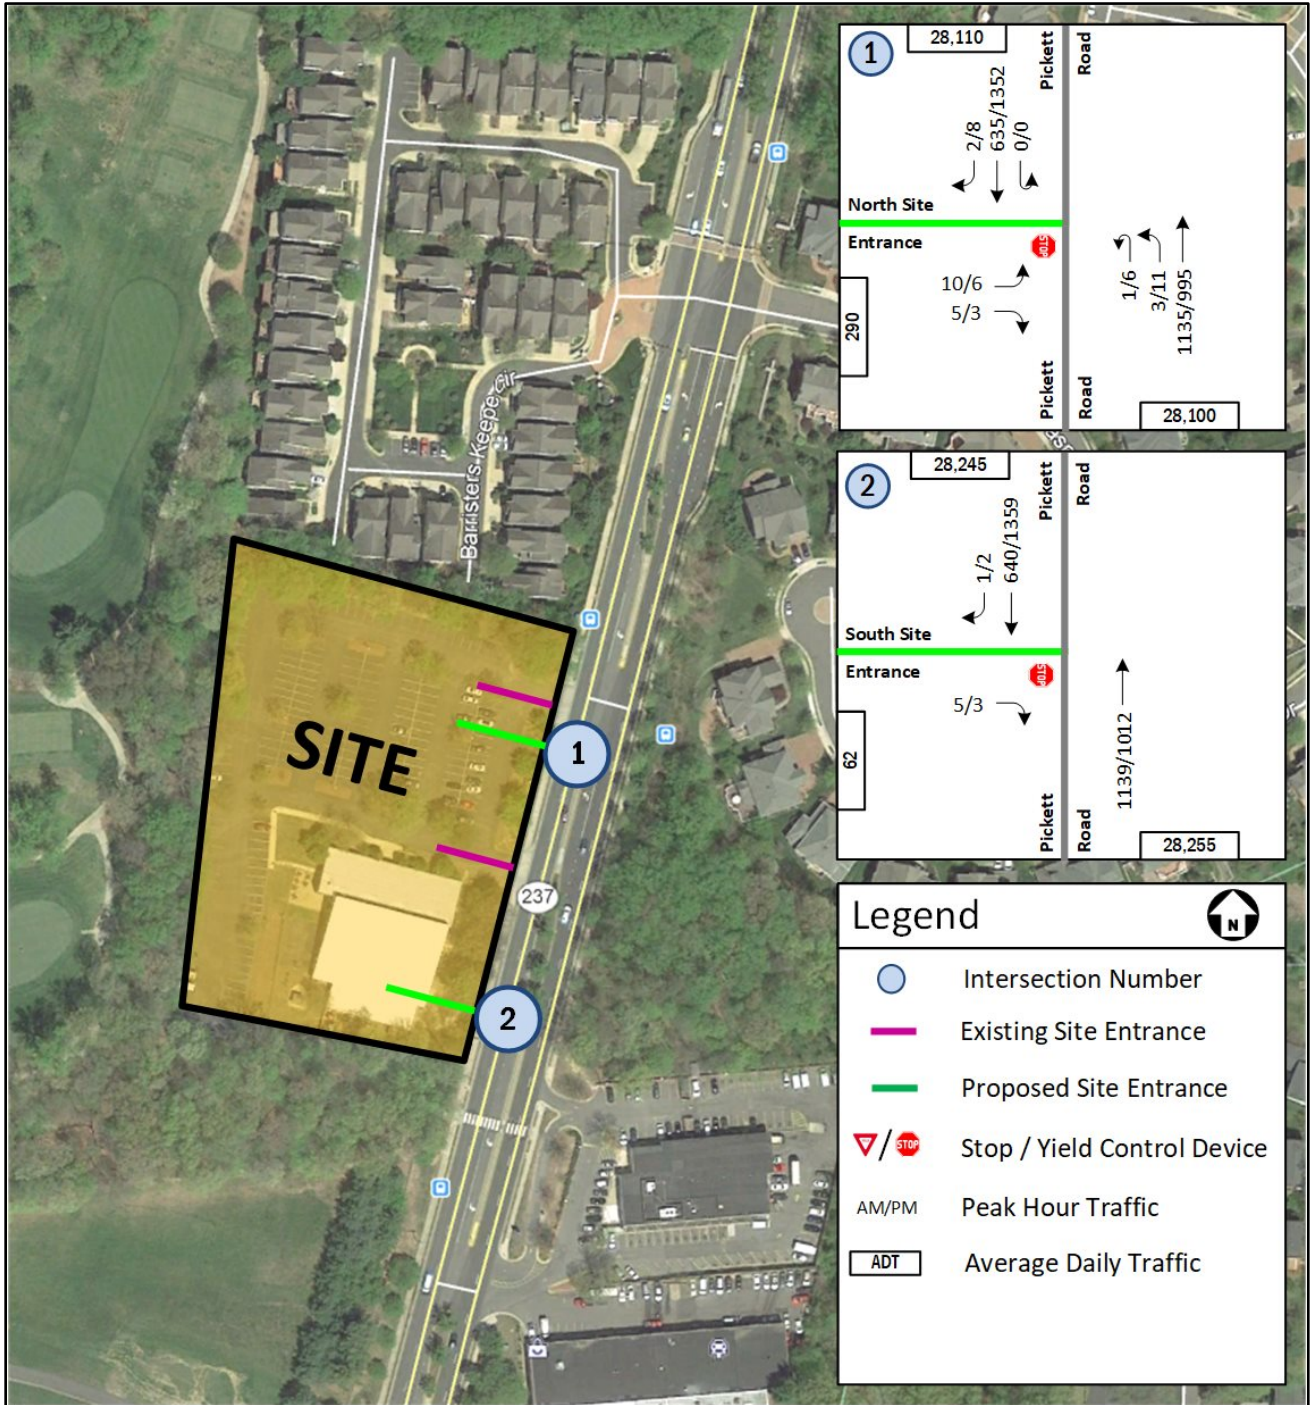 Barristers Keepe Cir
SITE
1
2
237
1
28,110
Pickett
Road
2/8
635/1352
0/0
North Site
Entrance
STOP
10/6
5/3
290
1/6
3/11
1135/995
Pickett
Road
28,100
2
28,245
Pickett
Road
1/2
640/1359
South Site
Entrance
STOP
5/3
62
1139/1012
Pickett
Road
28,255
Legend
N
Intersection Number
Existing Site Entrance
Proposed Site Entrance
/ STOP Stop / Yield Control Device
AM/PM Peak Hour Traffic
ADT Average Daily Traffic